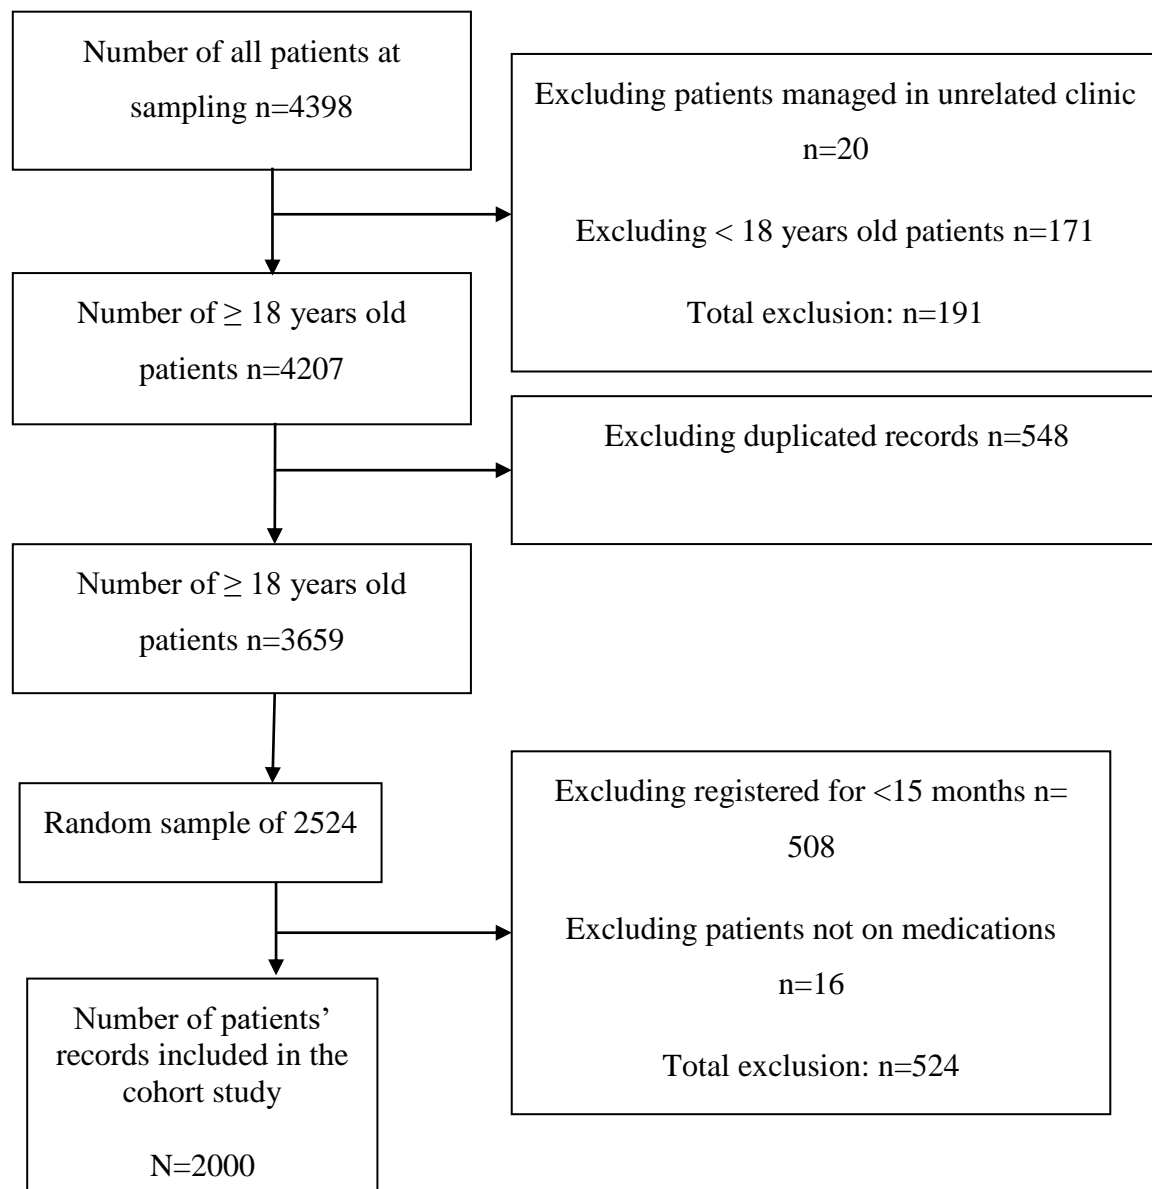 Number of all patients at
sampling n=4398
Excluding patients managed in unrelated clinic
n=20
Excluding < 18 years old patients n=171
Total exclusion: n=191
Number of ≥ 18 years old
patients n=4207
Excluding duplicated records n=548
Number of ≥ 18 years old
patients n=3659
Random sample of 2524
Excluding registered for <15 months n=
508
Excluding patients not on medications
n=16
Total exclusion: n=524
Number of patients’
records included in the
cohort study
N=2000